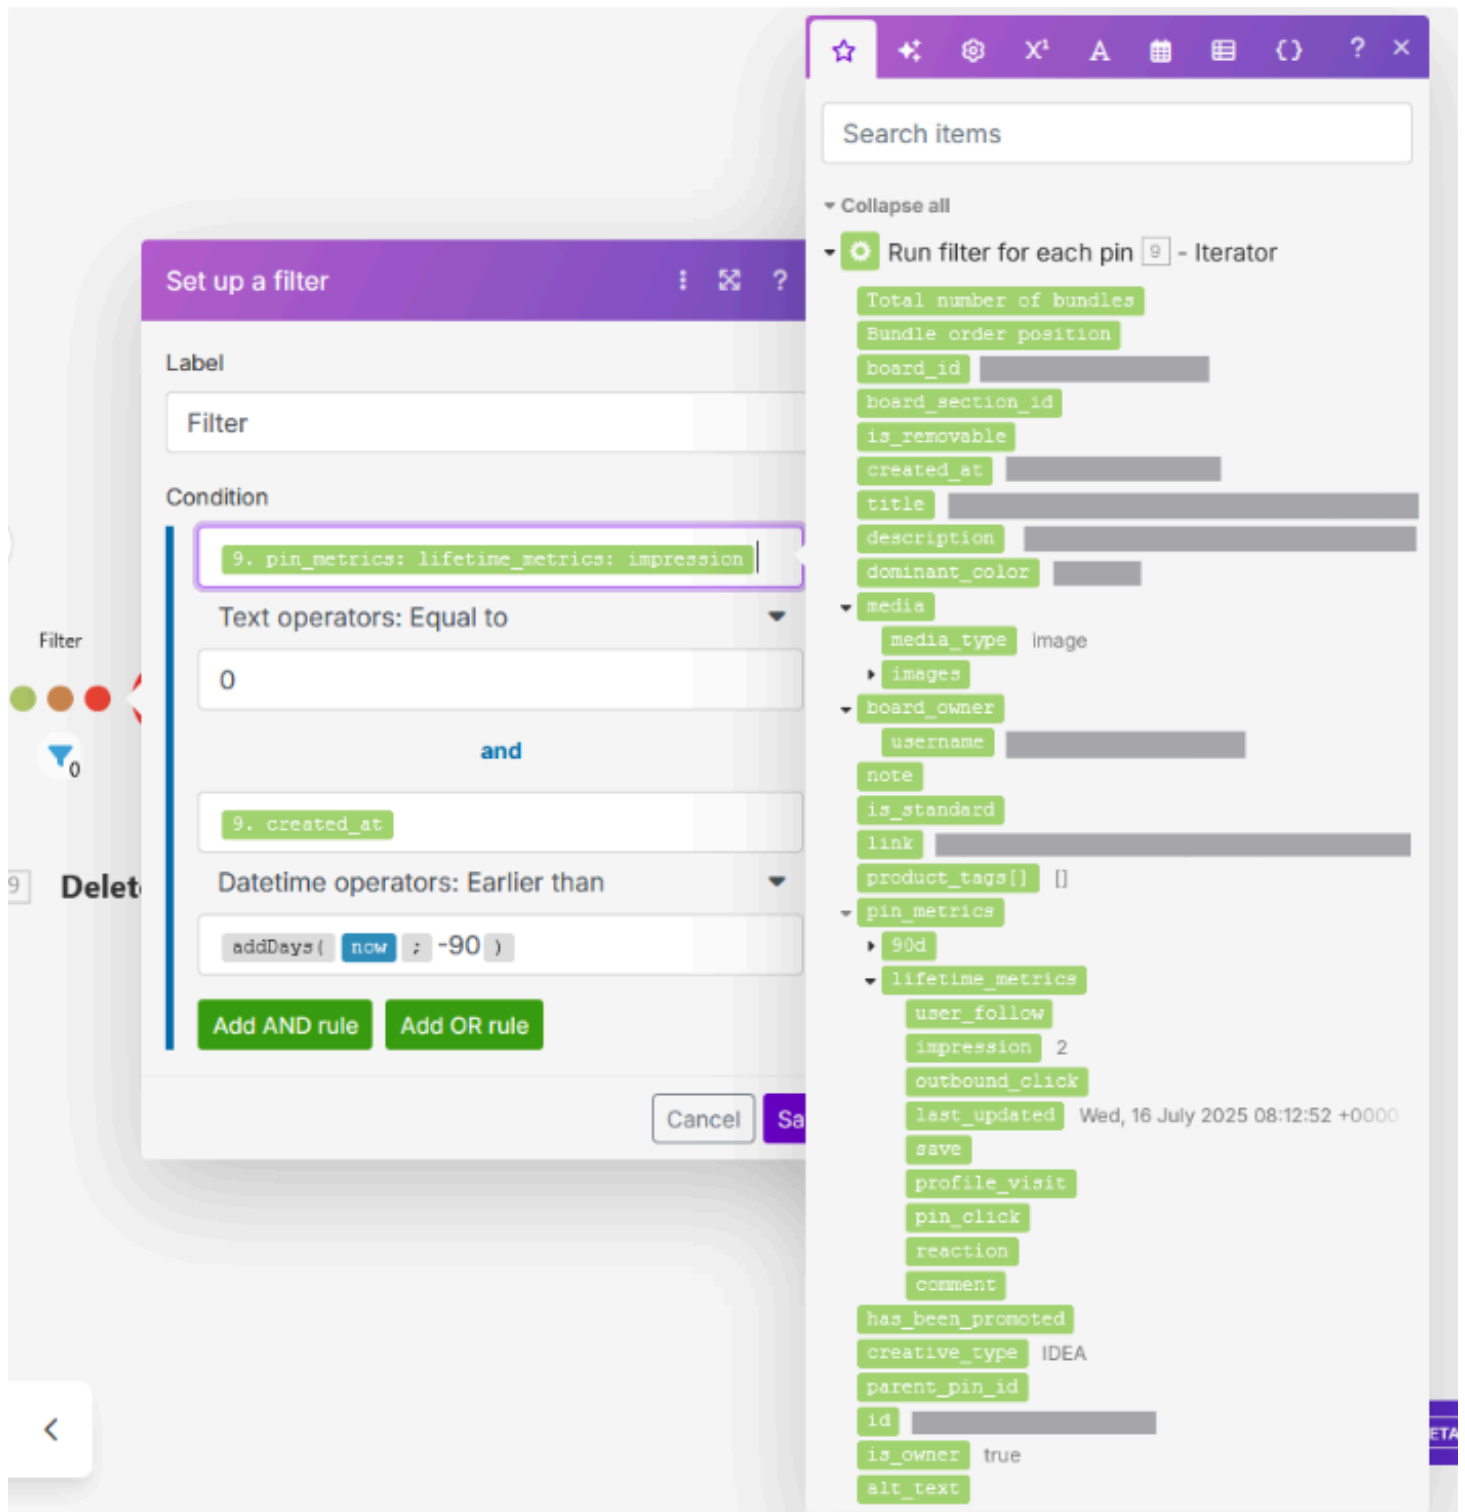 Filter
0
9 Delet
Set up a filter ?
Label
Filter
Condition
9. pin_metrics: lifetime_metrics: impression
Text operators: Equal to
0
and
9. created_at
Datetime operators: Earlier than
addDays( now ; -90 )
Add AND rule Add OR rule
Cancel Sa
X¹ A {} ? ×
Search items
Collapse all
Run filter for each pin 9 - Iterator
Total number of bundles
Bundle order position
board_id
board_section_id
is_removable
created_at
title
description
dominant_color
media
media_type image
images
board_owner
username
note
is_standard
link
product_tags[] []
pin_metrics
90d
lifetime_metrics
user_follow
impression 2
outbound_click
last_updated Wed, 16 July 2025 08:12:52 +0000
save
profile_visit
pin_click
reaction
comment
has_been_promoted
creative_type IDEA
parent_pin_id
id
is_owner true
alt_text
ETA